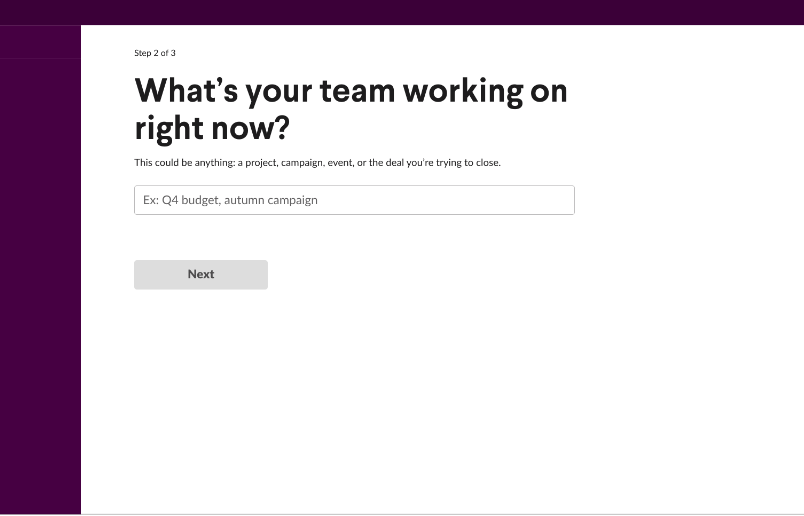 Step 2 of 3
What’s your team working on
right now?
This could be anything: a project, campaign, event, or the deal you’re trying to close.
Ex: Q4 budget, autumn campaign
Next